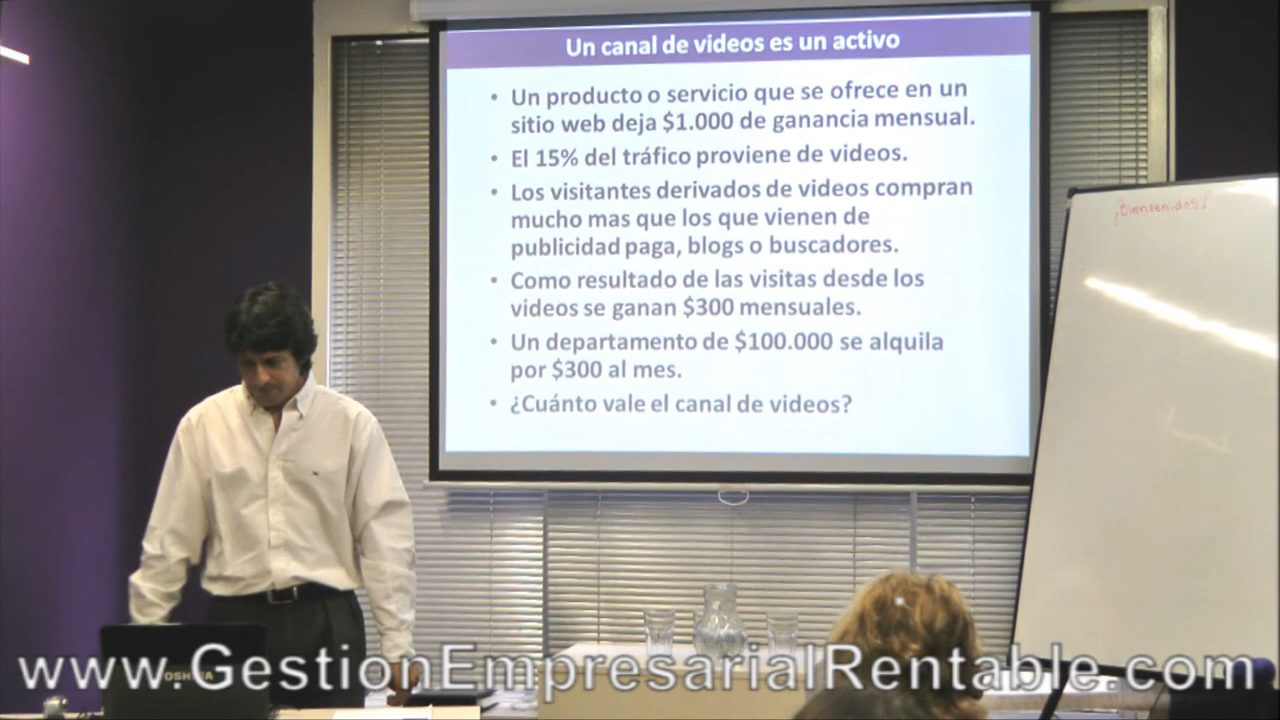 Un canal de videos es un activo
• Un producto o servicio que se ofrece en un
sitio web deja $1.000 de ganancia mensual.
• El 15% del tráfico proviene de videos.
• Los visitantes derivados de videos compran
mucho mas que los que vienen de
publicidad paga, blogs o buscadores.
• Como resultado de las visitas desde los
videos se ganan $300 mensuales.
• Un departamento de $100.000 se alquila
por $300 al mes.
• ¿Cuánto vale el canal de videos?
¡Bienvenidos!
www.GestionEmpresarialRentable.com
TOSHIBA